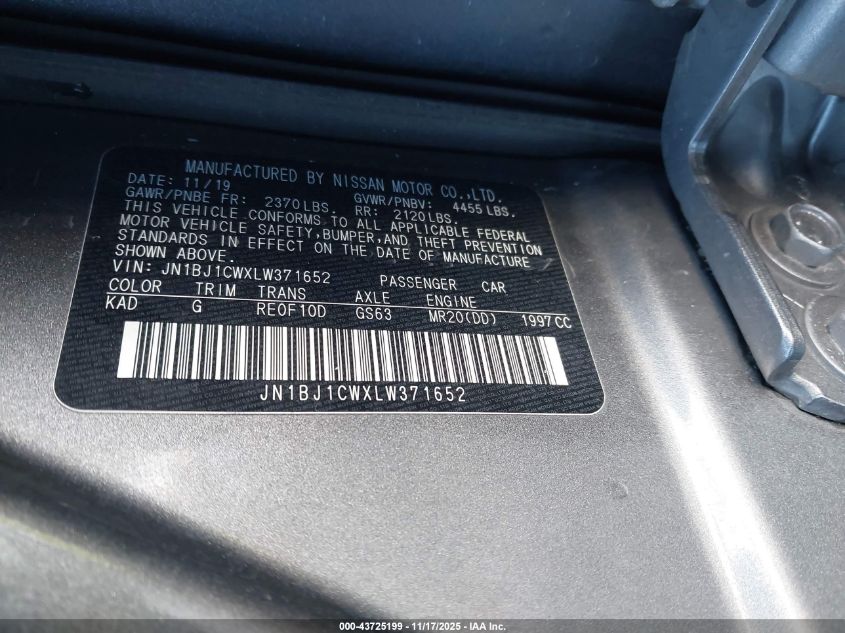 MANUFACTURED BY NISSAN MOTOR CO.,LTD.
DATE: 11/19
GAWR/PNBE FR: 2370 LBS. GVWR/PNBV: 4455 LBS.
RR: 2120 LBS.
THIS VEHICLE CONFORMS TO ALL APPLICABLE FEDERAL
MOTOR VEHICLE SAFETY, BUMPER, AND THEFT PREVENTION
STANDARDS IN EFFECT ON THE DATE OF MANUFACTURE
SHOWN ABOVE.
VIN: JN1BJ1CWXLW371652 PASSENGER CAR
COLOR TRIM TRANS AXLE ENGINE
KAD G RE0F10D GS63 MR20(DD) 1997 CC
JN1BJ1CWXLW371652
000-43725199 - 11/17/2025 - IAA Inc.